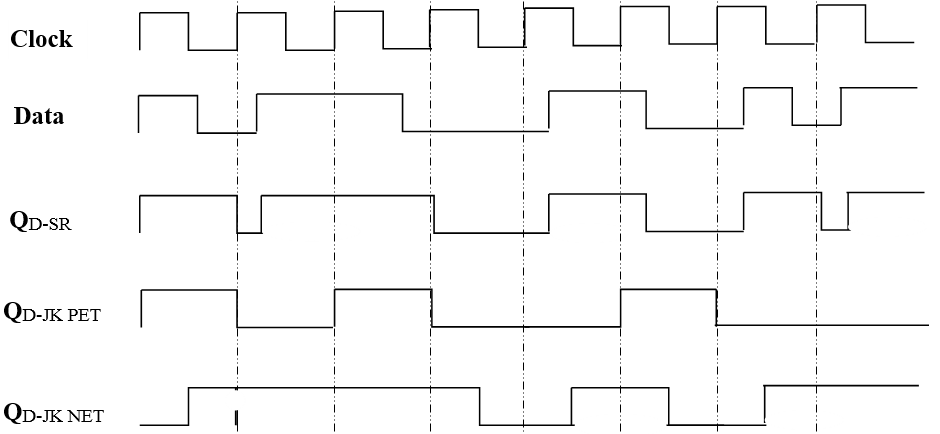 Clock
Data
QD-SR
QD-JK PET
QD-JK NET